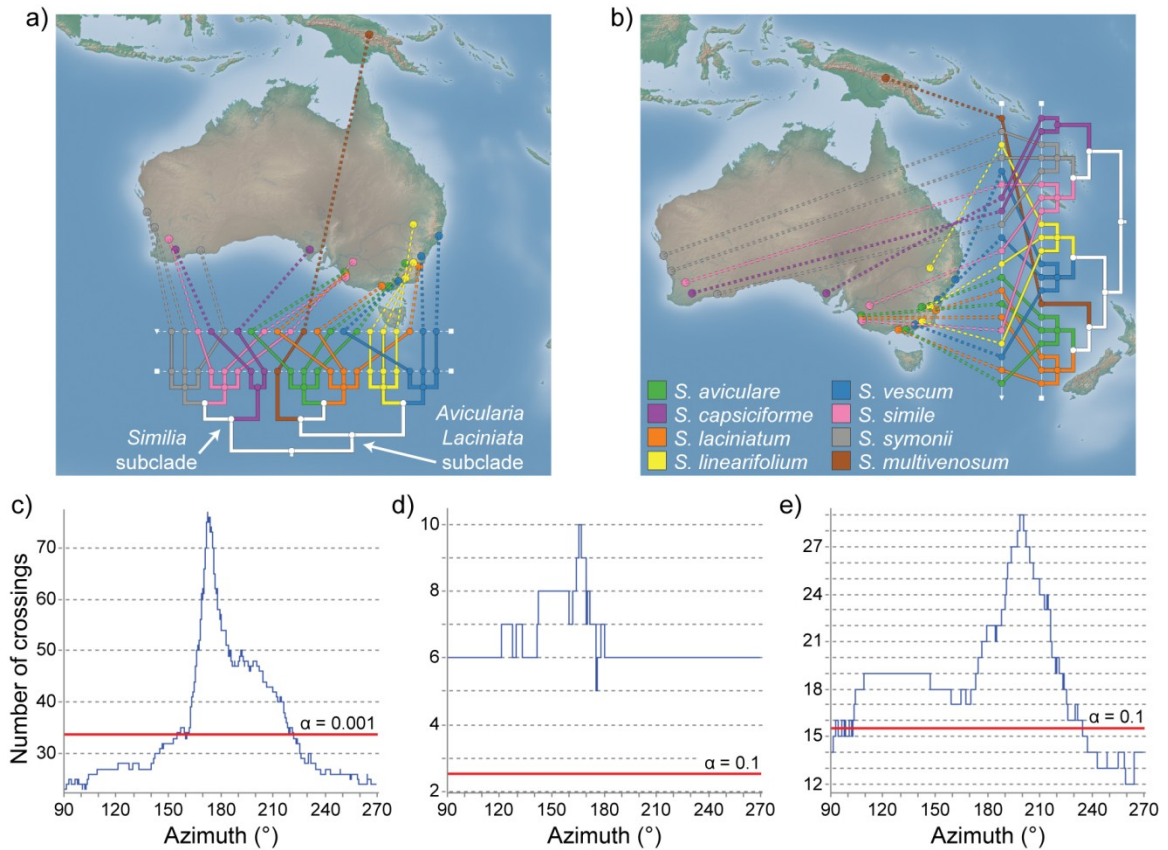 a)
b)
Similia
subclade
Avicularia
Laciniata
subclade
S. aviculare
S. capsiciforme
S. laciniatum
S. linearifolium
S. vescum
S. simile
S. symonii
S. multivenosum
c)
d)
e)
Number of crossings
70
60
50
40
30
α = 0.001
90 120 150 180 210 240 270
Azimuth (°)
10
8
6
4
2
α = 0.1
90 120 150 180 210 240 270
Azimuth (°)
27
24
21
18
15
12
α = 0.1
90 120 150 180 210 240 270
Azimuth (°)